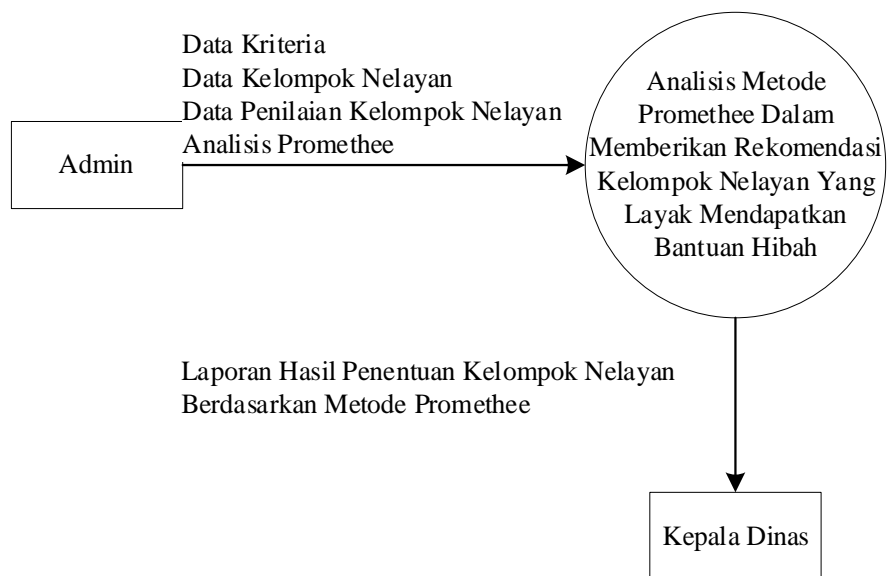 Data Kriteria
Data Kelompok Nelayan
Data Penilaian Kelompok Nelayan
Analisis Promethee
Admin
Analisis Metode
Promethee Dalam
Memberikan Rekomendasi
Kelompok Nelayan Yang
Layak Mendapatkan
Bantuan Hibah
Laporan Hasil Penentuan Kelompok Nelayan
Berdasarkan Metode Promethee
Kepala Dinas